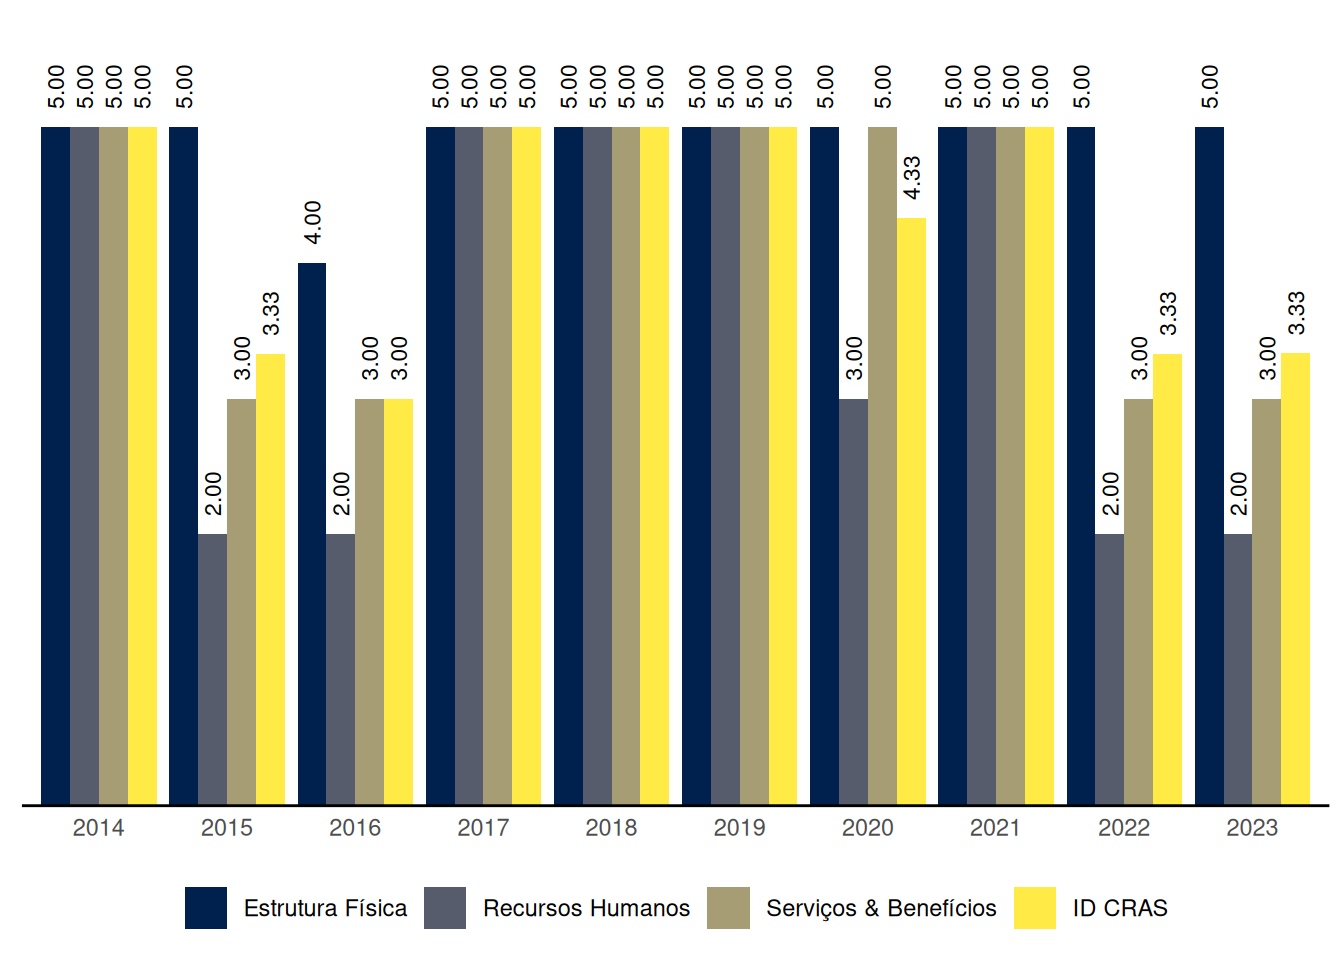 5.00 5.00 5.00 5.00 5.00 5.00 5.00 5.00 5.00 5.00 5.00 5.00 5.00 5.00 5.00 5.00 5.00 5.00 5.00 5.00 5.00 5.00 5.00 5.00 5.00
4.33
4.00
3.33 3.33 3.33
3.00 3.00 3.00 3.00 3.00 3.00
2.00 2.00 2.00 2.00
2014 2015 2016 2017 2018 2019 2020 2021 2022 2023
Estrutura Física Recursos Humanos Serviços & Benefícios ID CRAS